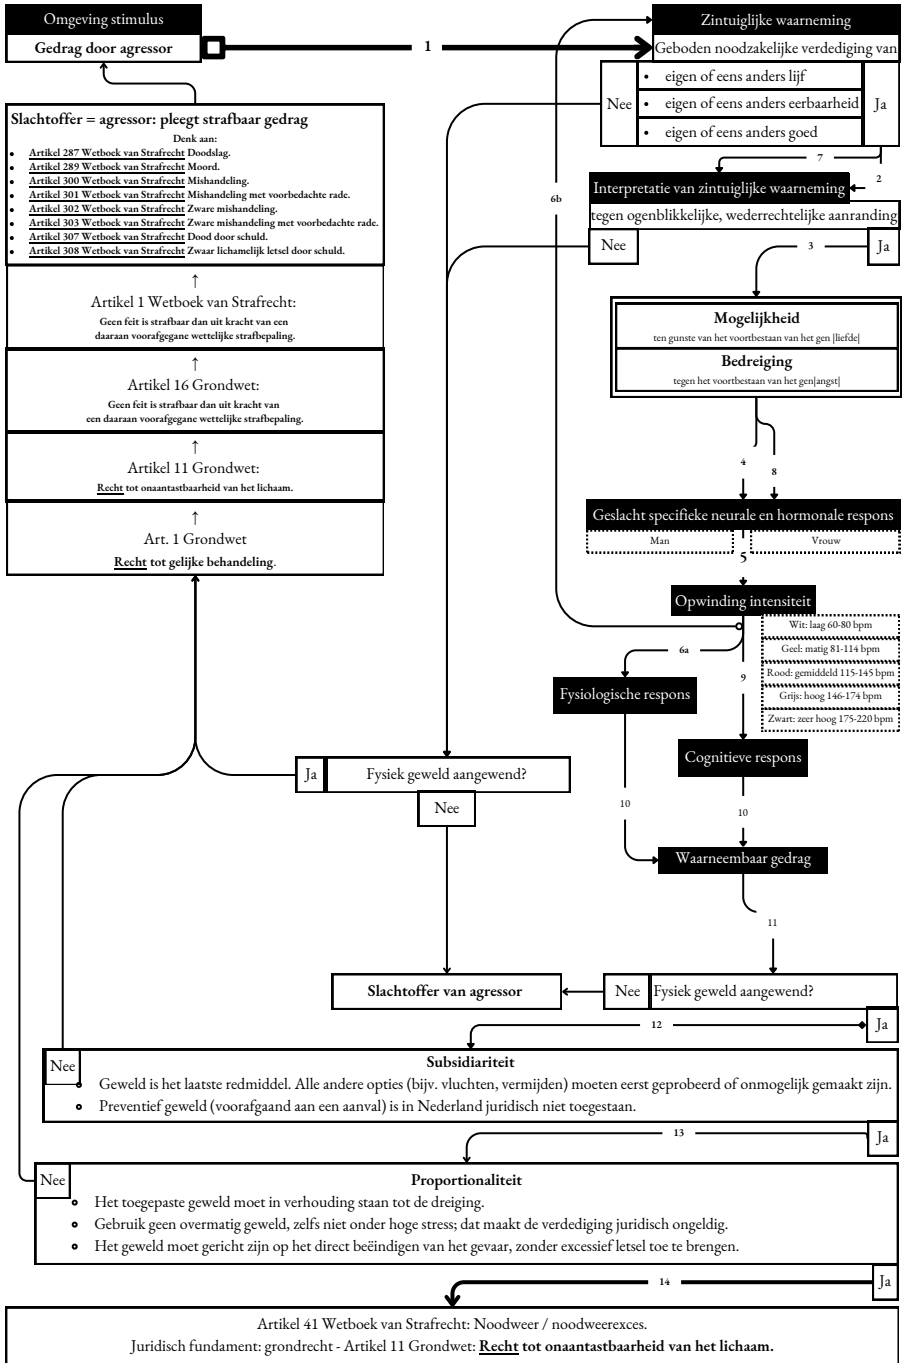 Omgeving stimulus
Gedrag door agressor
1
Zintuiglijke waarneming
Geboden noodzakelijke verdediging van
Nee
• eigen of eens anders lijf
• eigen of eens anders eerbaarheid
• eigen of eens anders goed
Ja
7
2
6b
Interpretatie van zintuiglijke waarneming
tegen ogenblikkelijke, wederrechtelijke aanranding
Nee
3
Ja
Mogelijkheid
ten gunste van het voortbestaan van het gen |liefde|
Bedreiging
tegen het voortbestaan van het gen|angst|
4
8
Geslacht specifieke neurale en hormonale respons
Man
Vrouw
5
Opwinding intensiteit
Wit: laag 60-80 bpm
Geel: matig 81-114 bpm
Rood: gemiddeld 115-145 bpm
Grijs: hoog 146-174 bpm
Zwart: zeer hoog 175-220 bpm
6a
9
Fysiologische respons
Cognitieve respons
10
10
Waarneembaar gedrag
11
Slachtoffer = agressor: pleegt strafbaar gedrag
Denk aan:
• Artikel 287 Wetboek van Strafrecht Doodslag.
• Artikel 289 Wetboek van Strafrecht Moord.
• Artikel 300 Wetboek van Strafrecht Mishandeling.
• Artikel 301 Wetboek van Strafrecht Mishandeling met voorbedachte rade.
• Artikel 302 Wetboek van Strafrecht Zware mishandeling.
• Artikel 303 Wetboek van Strafrecht Zware mishandeling met voorbedachte rade.
• Artikel 307 Wetboek van Strafrecht Dood door schuld.
• Artikel 308 Wetboek van Strafrecht Zwaar lichamelijk letsel door schuld.
↑
Artikel 1 Wetboek van Strafrecht:
Geen feit is strafbaar dan uit kracht van een
daaraan voorafgegane wettelijke strafbepaling.
↑
Artikel 16 Grondwet:
Geen feit is strafbaar dan uit kracht van
een daaraan voorafgegane wettelijke strafbepaling.
↑
Artikel 11 Grondwet:
Recht tot onaantastbaarheid van het lichaam.
↑
Art. 1 Grondwet
Recht tot gelijke behandeling.
Ja
Fysiek geweld aangewend?
Nee
Slachtoffer van agressor
Nee
Fysiek geweld aangewend?
Ja
12
Nee
Subsidiariteit
Geweld is het laatste redmiddel. Alle andere opties (bijv. vluchten, vermijden) moeten eerst geprobeerd of onmogelijk gemaakt zijn.
Preventief geweld (voorafgaand aan een aanval) is in Nederland juridisch niet toegestaan.
13
Ja
Nee
Proportionaliteit
Het toegepaste geweld moet in verhouding staan tot de dreiging.
Gebruik geen overmatig geweld, zelfs niet onder hoge stress; dat maakt de verdediging juridisch ongeldig.
Het geweld moet gericht zijn op het direct beëindigen van het gevaar, zonder excessief letsel toe te brengen.
14
Ja
Artikel 41 Wetboek van Strafrecht: Noodweer / noodweerexces.
Juridisch fundament: grondrecht - Artikel 11 Grondwet: Recht tot onaantastbaarheid van het lichaam.